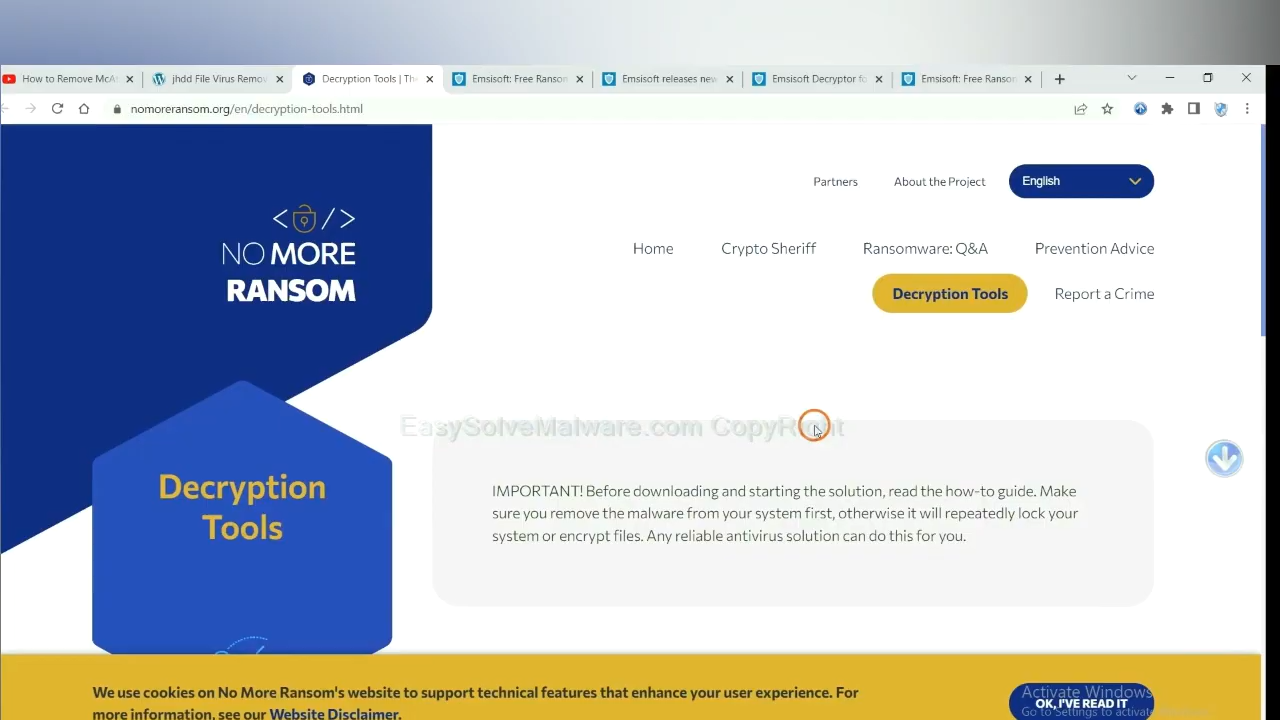 How to Remove McA
jhdd File Virus Remov
Decryption Tools | Th
Emsisoft: Free Ranson
Emsisoft releases new
Emsisoft Decryptor fo
Emsisoft: Free Ranson
nomoreransom.org/en/decryption-tools.html
Partners
About the Project
English
NO MORE
RANSOM
Home
Crypto Sheriff
Ransomware: Q&A
Prevention Advice
Decryption Tools
Report a Crime
EasySolveMalware.com CopyRight
Decryption
Tools
IMPORTANT! Before downloading and starting the solution, read the how-to guide. Make
sure you remove the malware from your system first, otherwise it will repeatedly lock your
system or encrypt files. Any reliable antivirus solution can do this for you.
We use cookies on No More Ransom's website to support technical features that enhance your user experience. For
more information, see our Website Disclaimer.
Activate Windows
OK, I'VE READ IT
Go to Settings to activate